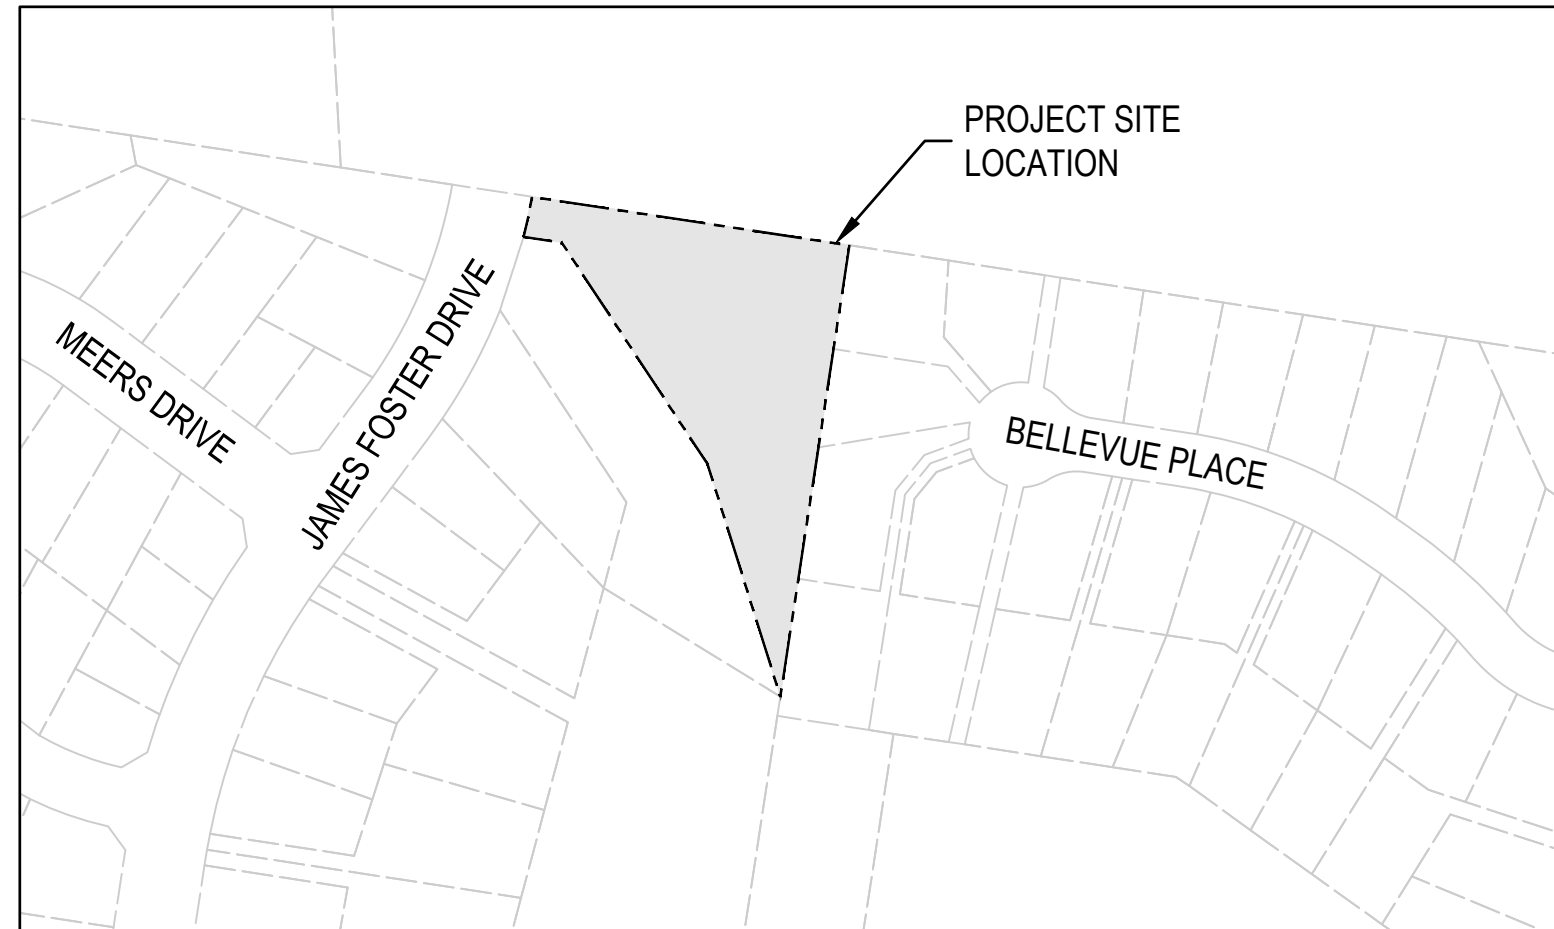 PROJECT SITE
LOCATION
MEERS DRIVE
JAMES FOSTER DRIVE
BELLEVUE PLACE